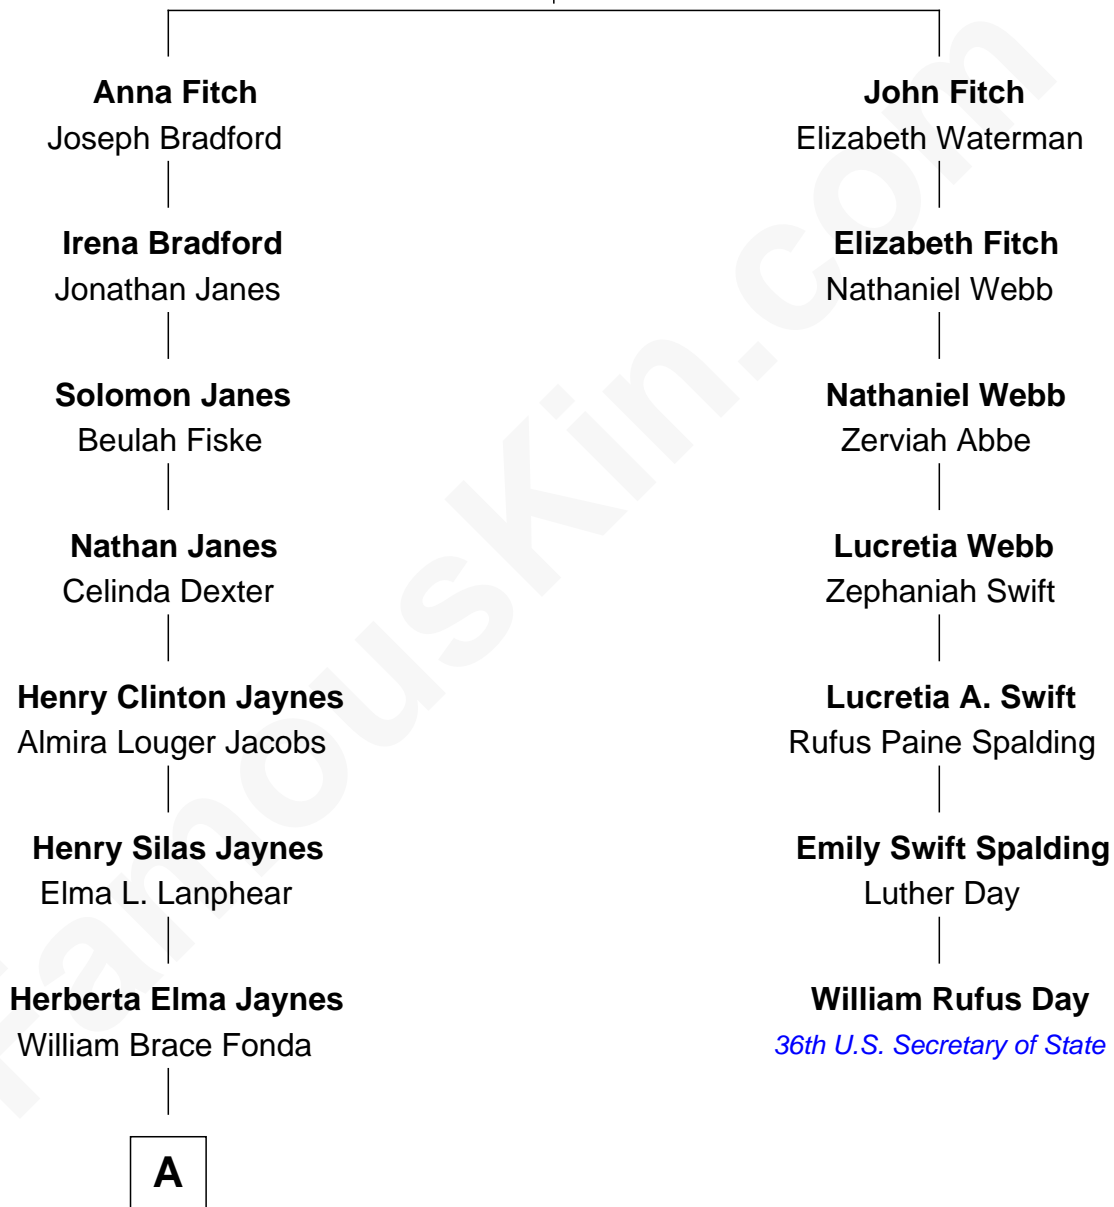 Anna Fitch
Joseph Bradford
John Fitch
Elizabeth Waterman
Irena Bradford
Jonathan Janes
Elizabeth Fitch
Nathaniel Webb
Solomon Janes
Beulah Fiske
Nathaniel Webb
Zerviah Abbe
Nathan Janes
Celinda Dexter
Lucretia Webb
Zephaniah Swift
Henry Clinton Jaynes
Almira Louger Jacobs
Lucretia A. Swift
Rufus Paine Spalding
Henry Silas Jaynes
Elma L. Lanphear
Emily Swift Spalding
Luther Day
Herberta Elma Jaynes
William Brace Fonda
William Rufus Day
36th U.S. Secretary of State
A
FamousKin.com